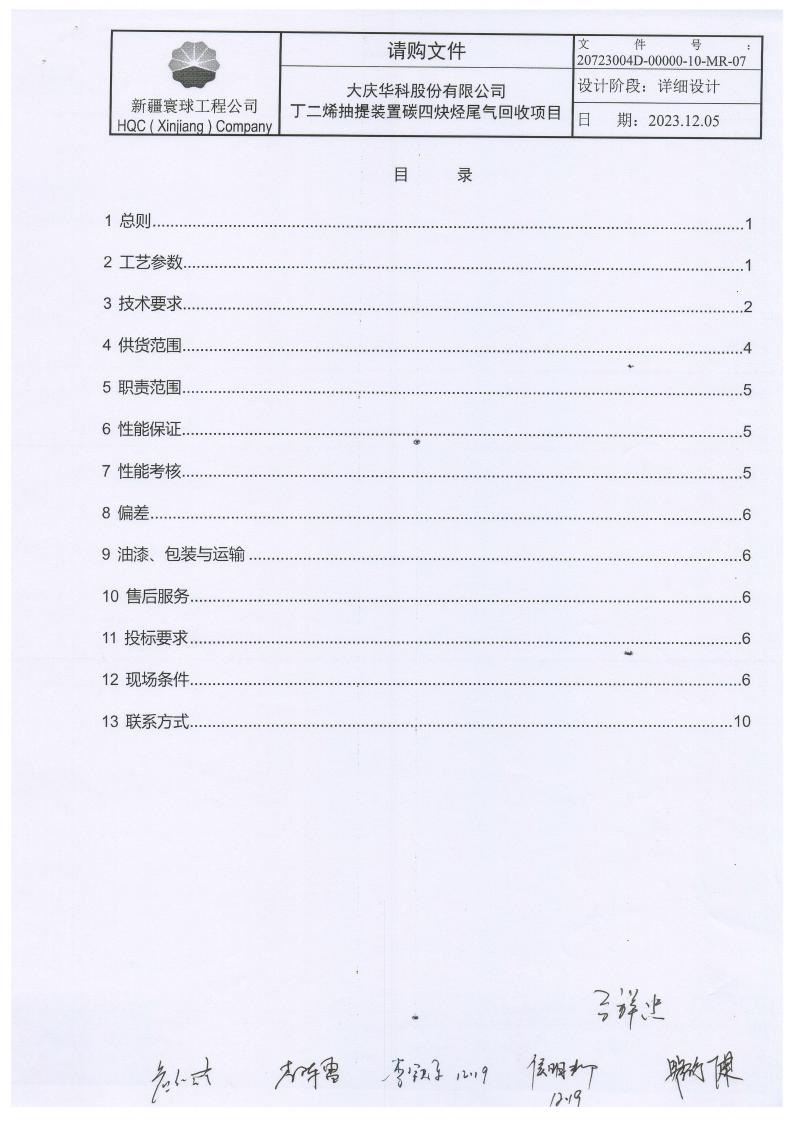 新疆寰球工程公司
HQC ( Xinjiang ) Company
请购文件
大庆华科股份有限公司
丁二烯抽提装置碳四炔烃尾气回收项目
文件号:
20723004D-00000-10-MR-07
设计阶段：详细设计
日 期：2023.12.05
目 录
1 总则........1
2 工艺参数........1
3 技术要求........2
4 供货范围........4
5 职责范围........5
6 性能保证........5
7 性能考核........5
8 偏差........6
9 油漆、包装与运输........6
10 售后服务........6
11 投标要求........6
12 现场条件........6
13 联系方式........10
12.19
12.19